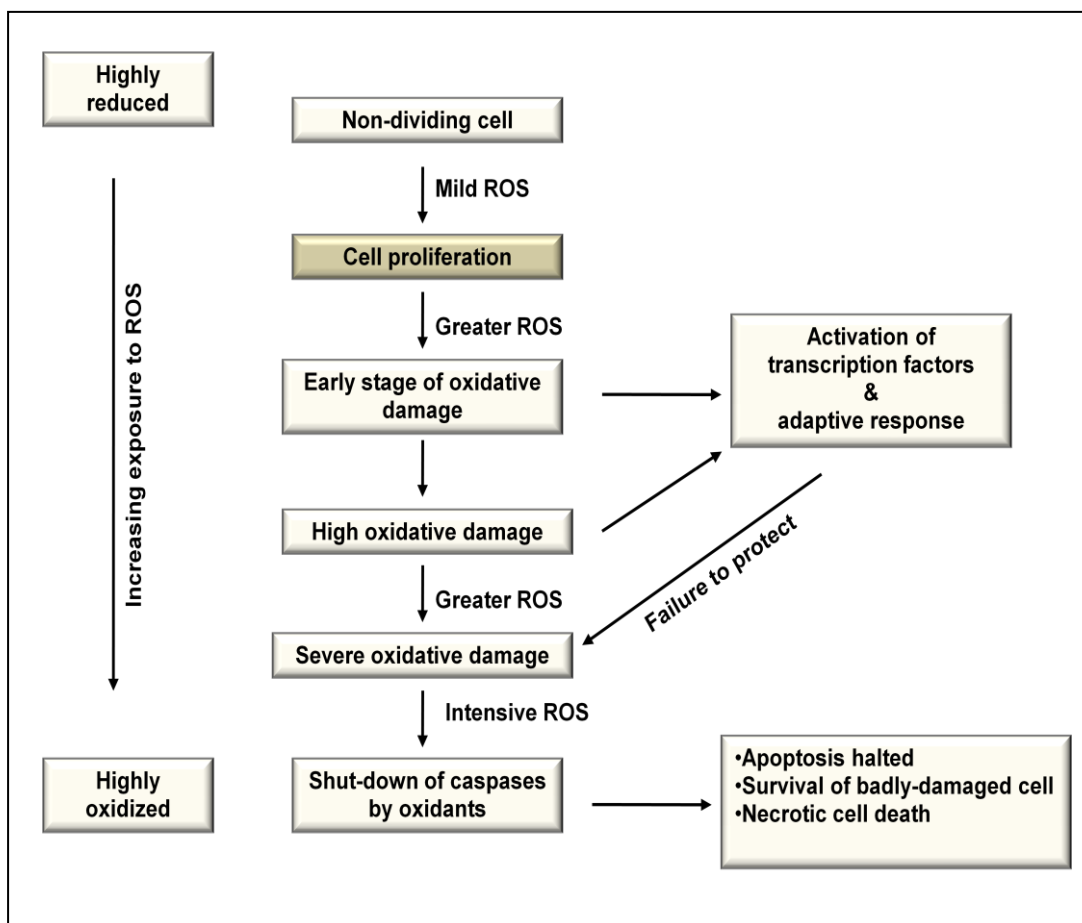 Highly
reduced
Increasing exposure to ROS
Highly
oxidized
Non-dividing cell
Mild ROS
Cell proliferation
Greater ROS
Early stage of oxidative
damage
High oxidative damage
Greater ROS
Severe oxidative damage
Intensive ROS
Shut-down of caspases
by oxidants
Activation of
transcription factors
&
adaptive response
Failure to protect
•Apoptosis halted
•Survival of badly-damaged cell
•Necrotic cell death